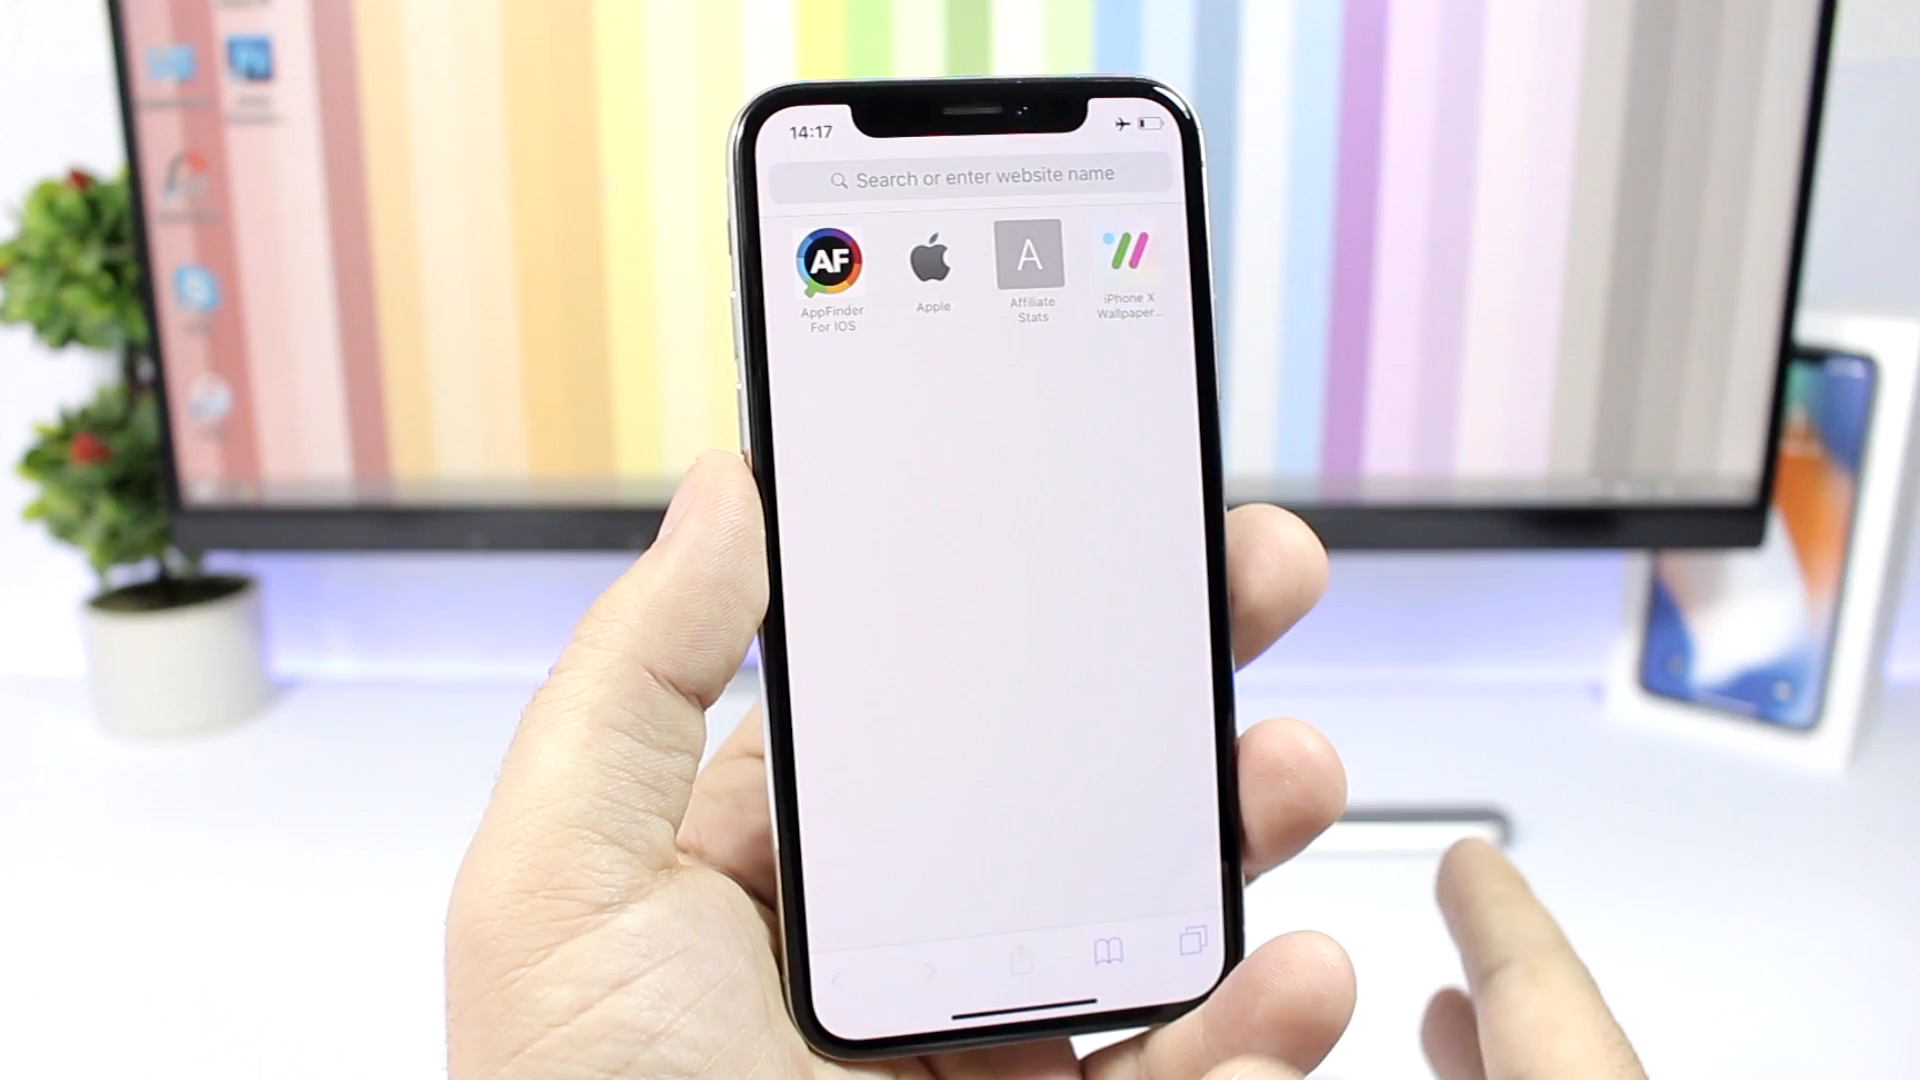 14:17
Search or enter website name
AF
A
AppFinder
For IOS
Apple
Affiliate
Stats
iPhone X
Wallpaper...